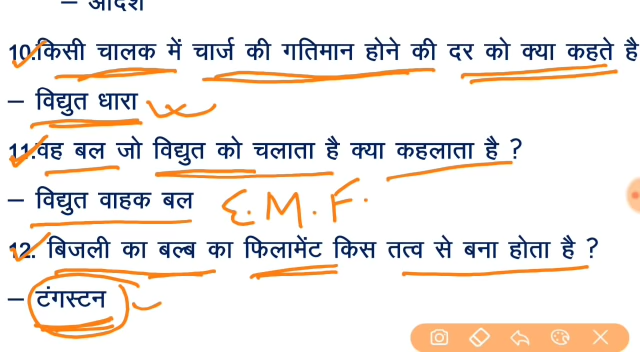 – आदर्श
10.किसी चालक में चार्ज की गतिमान होने की दर को क्या कहते है
– विद्युत धारा
11.वह बल जो विद्युत को चलाता है क्या कहलाता है ?
– विद्युत वाहक बल E.M.F.
12. बिजली का बल्ब का फिलामेंट किस तत्व से बना होता है ?
– टंगस्टन